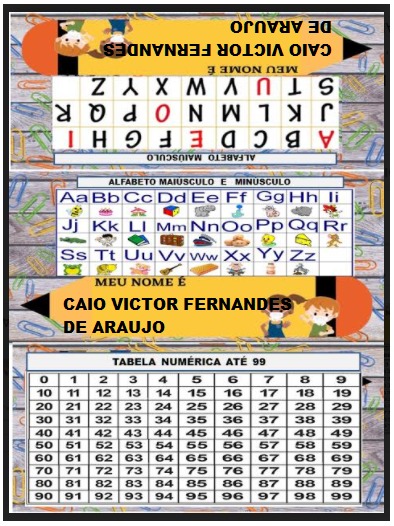 ALFABETO MAIÚSCULO
A B C D E F G H I
J K L M N O P Q R
S T U V W X Y Z
MEU NOME É
CAIO VICTOR FERNANDES
DE ARAUJO
ALFABETO MAIÚSCULO E MINÚSCULO
Aa Bb Cc Dd Ee Ff Gg Hh Ii
Jj Kk Ll Mm Nn Oo Pp Qq Rr
Ss Tt Uu Vv Ww Xx Yy Zz
MEU NOME É
CAIO VICTOR FERNANDES
DE ARAUJO
TABELA NUMÉRICA ATÉ 99
0 1 2 3 4 5 6 7 8 9
10 11 12 13 14 15 16 17 18 19
20 21 22 23 24 25 26 27 28 29
30 31 32 33 34 35 36 37 38 39
40 41 42 43 44 45 46 47 48 49
50 51 52 53 54 55 56 57 58 59
60 61 62 63 64 65 66 67 68 69
70 71 72 73 74 75 76 77 78 79
80 81 82 83 84 85 86 87 88 89
90 91 92 93 94 95 96 97 98 99